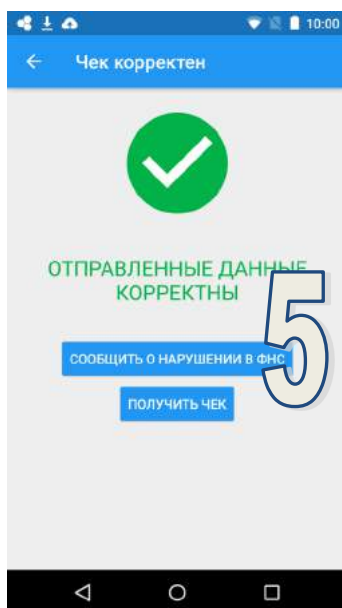 10:00
Чек корректен
ОТПРАВЛЕННЫЕ ДАННЫЕ
КОРРЕКТНЫ
5
СООБЩИТЬ О НАРУШЕНИИ В ФНС
ПОЛУЧИТЬ ЧЕК